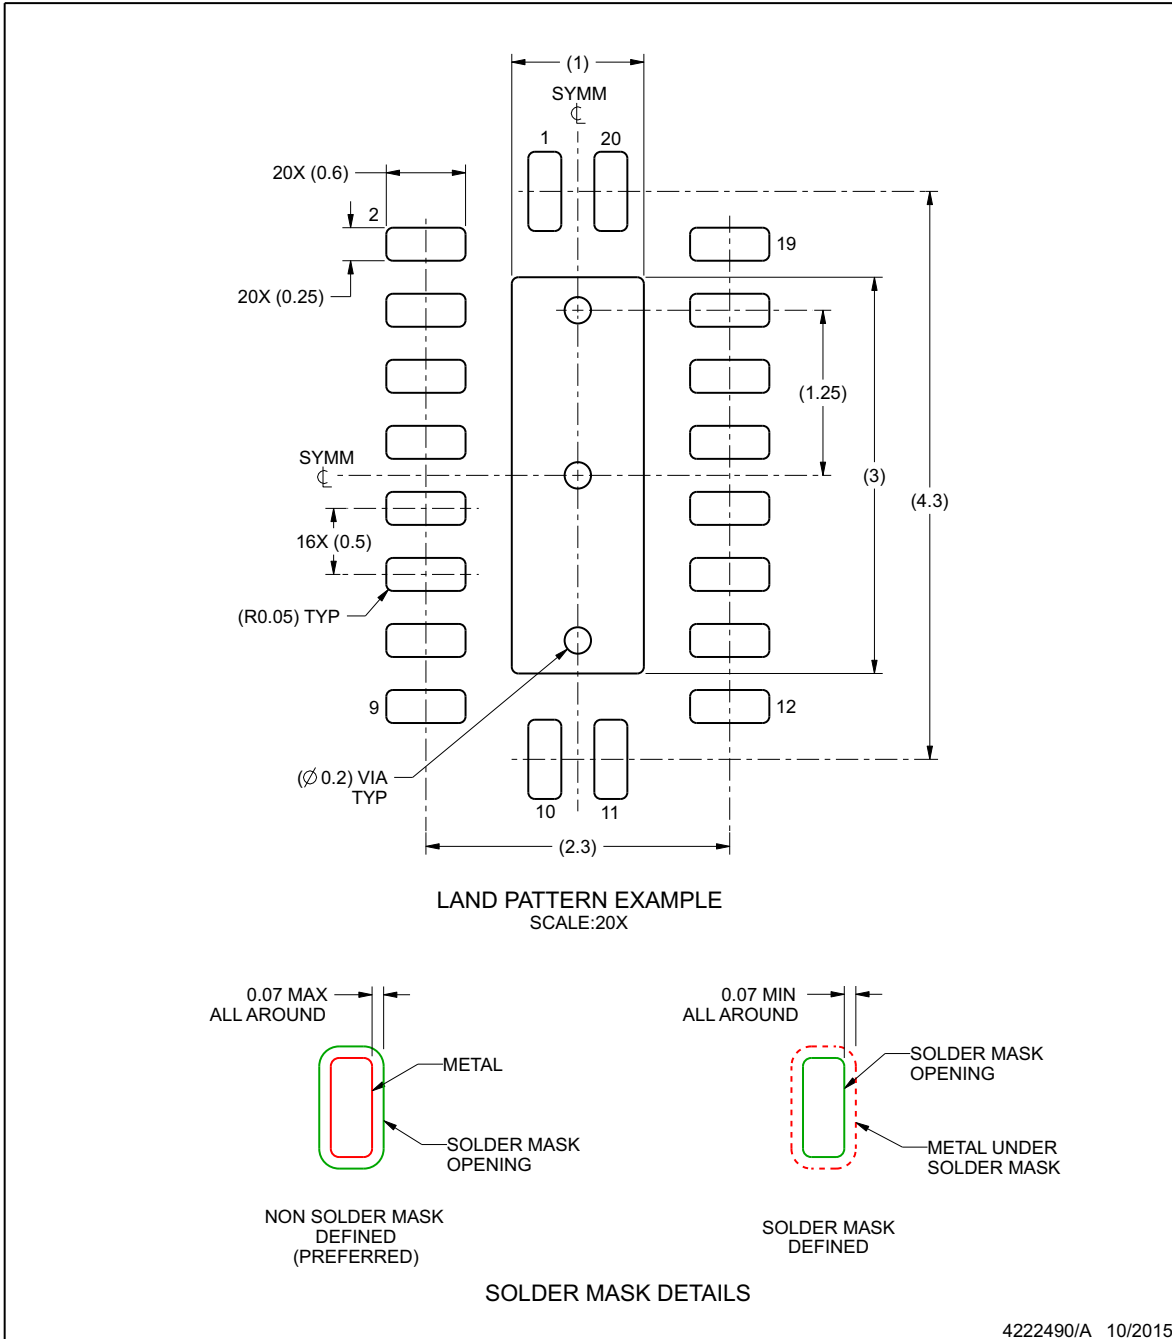 (1)
SYMM
℄
1
20
20X (0.6)
2
19
20X (0.25)
(1.25)
SYMM
℄
(3)
(4.3)
16X (0.5)
(R0.05) TYP
9
12
(∅ 0.2) VIA
TYP
10
11
(2.3)
LAND PATTERN EXAMPLE
SCALE:20X
0.07 MAX
ALL AROUND
METAL
SOLDER MASK
OPENING
NON SOLDER MASK
DEFINED
(PREFERRED)
0.07 MIN
ALL AROUND
SOLDER MASK
OPENING
METAL UNDER
SOLDER MASK
SOLDER MASK
DEFINED
SOLDER MASK DETAILS
4222490/A 10/2015